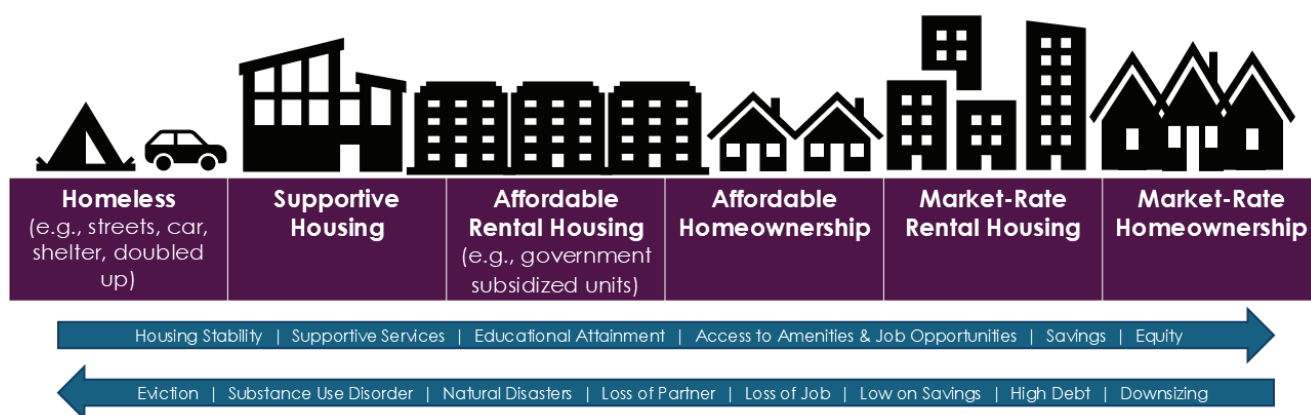 Homeless
(e.g., streets, car,
shelter, doubled
up)
Supportive
Housing
Affordable
Rental Housing
(e.g., government
subsidized units)
Affordable
Homeownership
Market-Rate
Rental Housing
Market-Rate
Homeownership
Housing Stability | Supportive Services | Educational Attainment | Access to Amenities & Job Opportunities | Savings | Equity
Eviction | Substance Use Disorder | Natural Disasters | Loss of Partner | Loss of Job | Low on Savings | High Debt | Downsizing